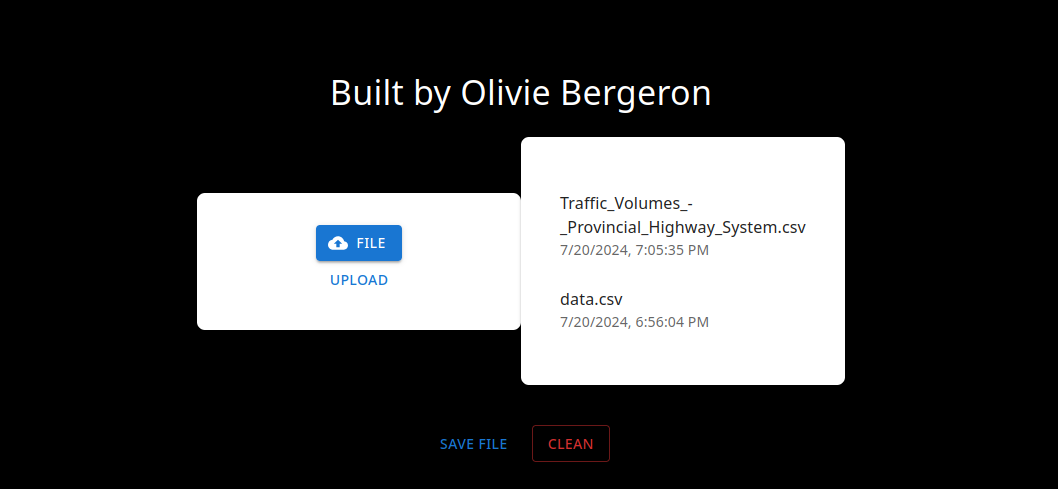 Built by Olivie Bergeron
FILE
UPLOAD
Traffic_Volumes_-
_Provincial_Highway_System.csv
7/20/2024, 7:05:35 PM
data.csv
7/20/2024, 6:56:04 PM
SAVE FILE
CLEAN